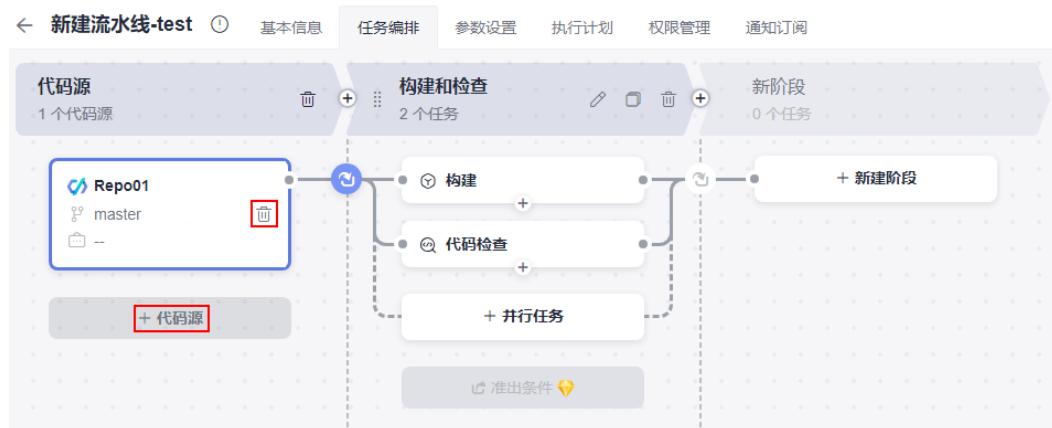 新建流水线-test
基本信息
任务编排
参数设置
执行计划
权限管理
通知订阅
代码源
1 个代码源
构建和检查
2 个任务
新阶段
0 个任务
Repo01
master
--
+ 代码源
构建
代码检查
+ 并行任务
准出条件
+ 新建阶段